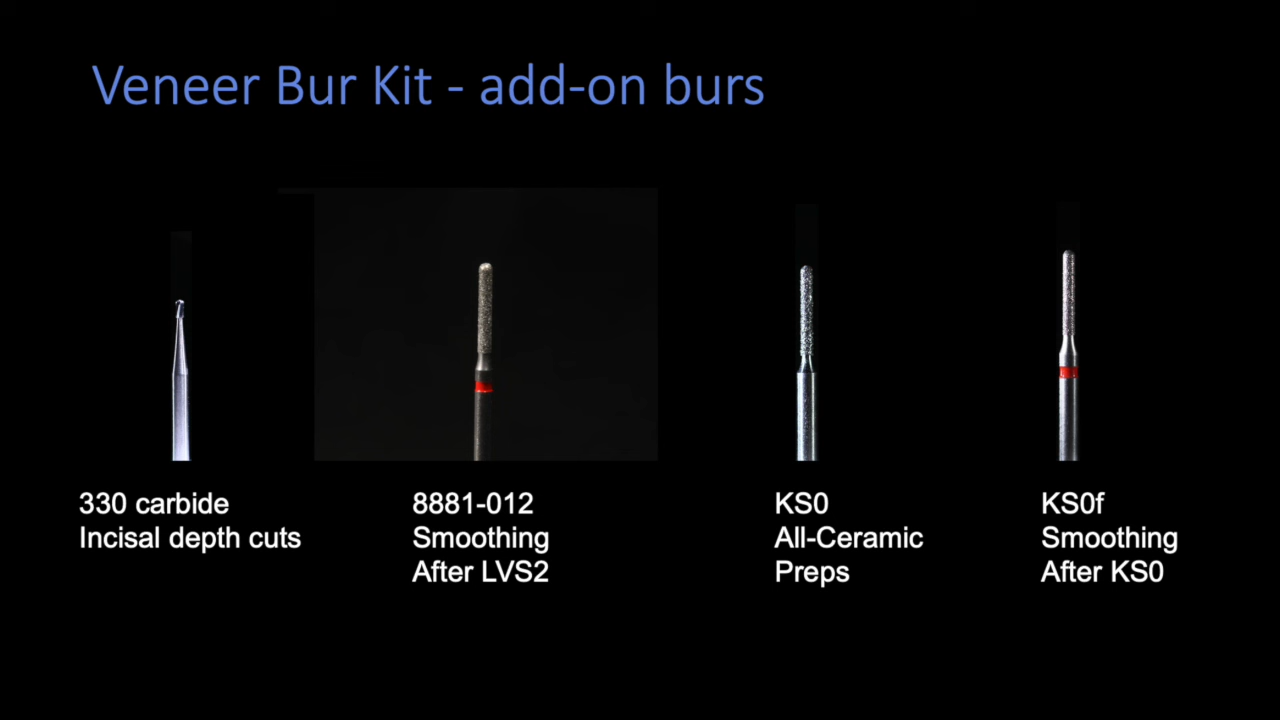 Veneer Bur Kit - add-on burs
330 carbide
Incisal depth cuts
8881-012
Smoothing
After LVS2
KS0
All-Ceramic
Preps
KS0f
Smoothing
After KS0